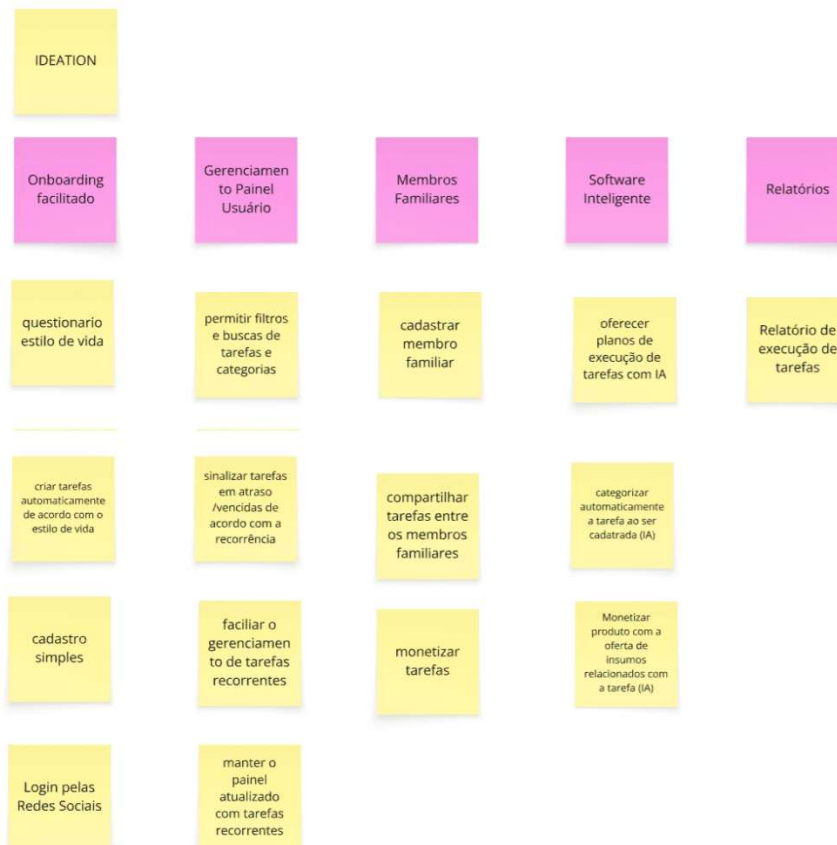 IDEATION
Onboarding
facilitado
Gerenciamen
to Painel
Usuário
Membros
Familiares
Software
Inteligente
Relatórios
questionario
estilo de vida
permitir filtros
e buscas de
tarefas e
categorias
cadastrar
membro
familiar
oferecer
planos de
execução de
tarefas com IA
Relatório de
execução de
tarefas
criar tarefas
automaticamente
de acordo com o
estilo de vida
sinalizar tarefas
em atraso
/vencidas de
acordo com a
recorrência
compartilhar
tarefas entre
os membros
familiares
categorizar
automaticamente
a tarefa ao ser
cadatrada (IA)
cadastro
simples
faciliar o
gerenciamen
to de tarefas
recorrentes
monetizar
tarefas
Monetizar
produto com a
oferta de
insumos
relacionados com
a tarefa (IA)
Login pelas
Redes Sociais
manter o
painel
atualizado
com tarefas
recorrentes